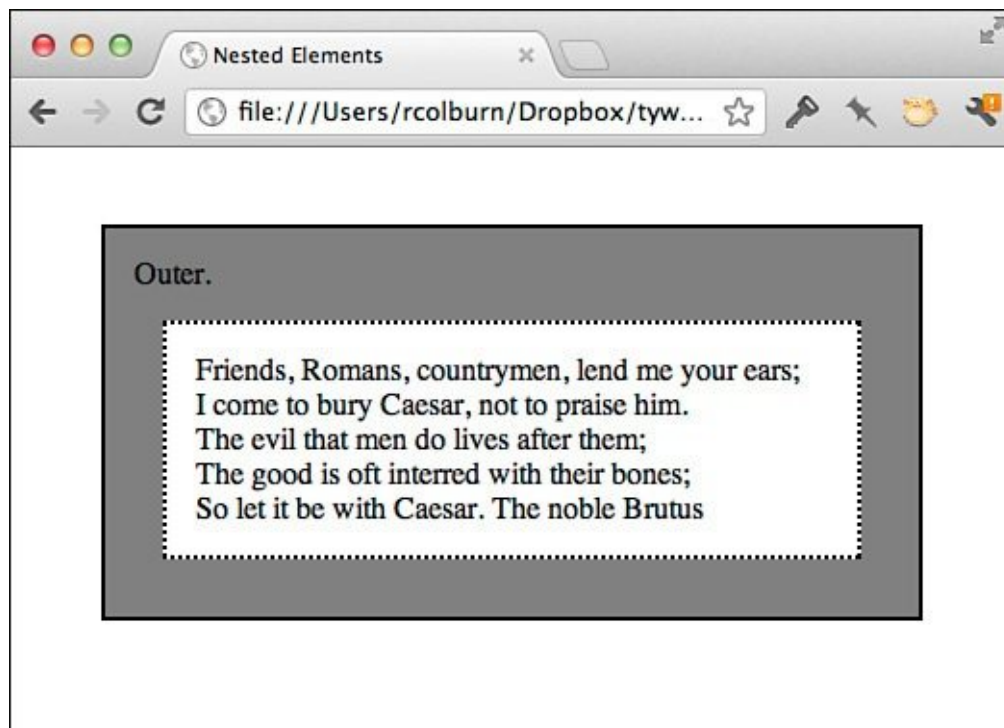 Nested Elements
file:///Users/rcolburn/Dropbox/tyw...
Outer.
Friends, Romans, countrymen, lend me your ears;
I come to bury Caesar, not to praise him.
The evil that men do lives after them;
The good is oft interred with their bones;
So let it be with Caesar. The noble Brutus